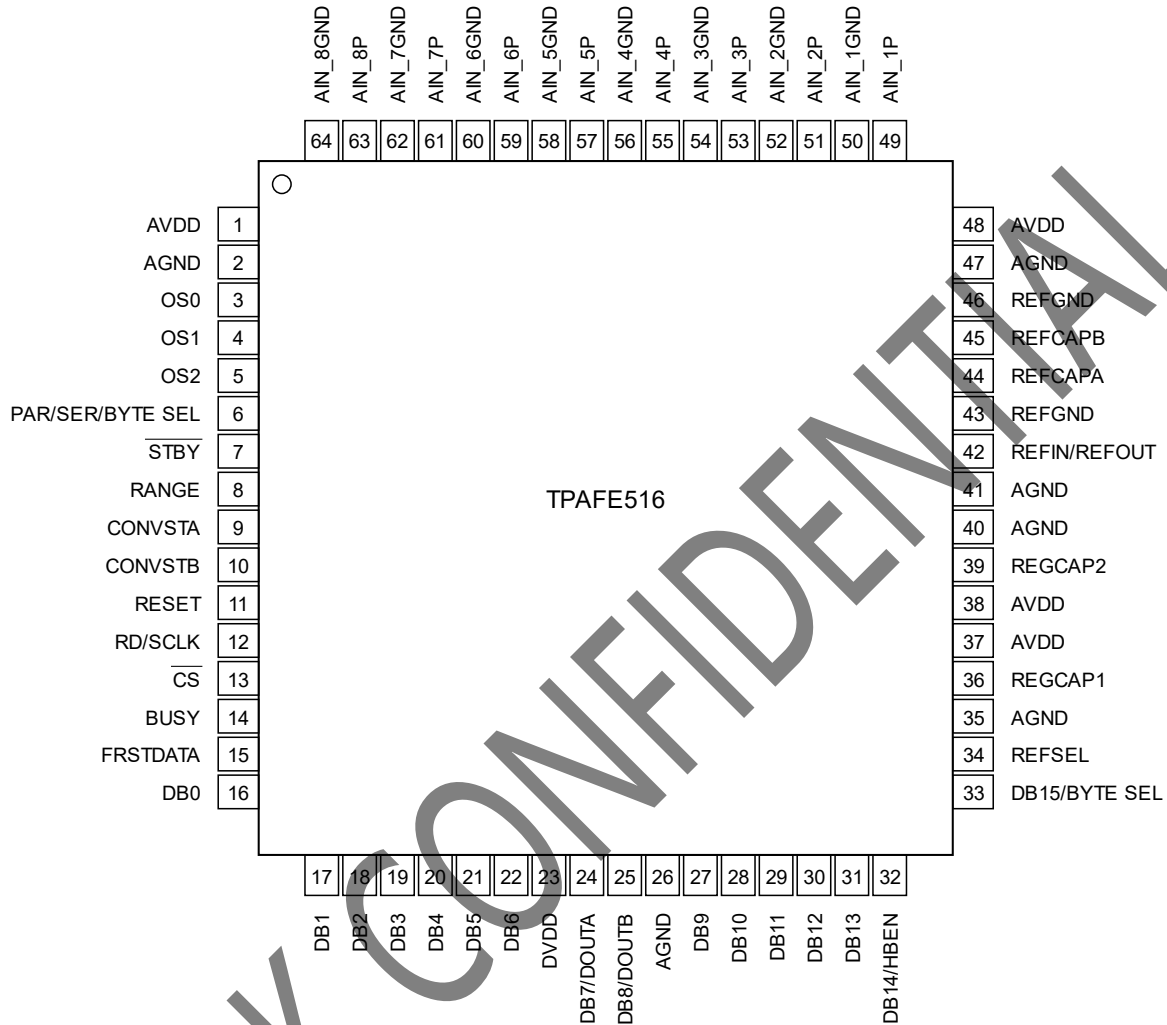 AIN_8GND AIN_8P AIN_7GND AIN_7P AIN_6GND AIN_6P AIN_5GND AIN_5P AIN_4GND AIN_4P AIN_3GND AIN_3P AIN_2GND AIN_2P AIN_1GND AIN_1P
64 63 62 61 60 59 58 57 56 55 54 53 52 51 50 49
AVDD 1 48 AVDD
AGND 2 47 AGND
OS0 3 46 REFGND
OS1 4 45 REFCAPB
OS2 5 44 REFCAPA
PAR/SER/BYTE SEL 6 43 REFGND
STBY 7 42 REFIN/REFOUT
RANGE 8 TPAFE516 41 AGND
CONVSTA 9 40 AGND
CONVSTB 10 39 REGCAP2
RESET 11 38 AVDD
RD/SCLK 12 37 AVDD
CS 13 36 REGCAP1
BUSY 14 35 AGND
FRSTDATA 15 34 REFSEL
DB0 16 33 DB15/BYTE SEL
17 18 19 20 21 22 23 24 25 26 27 28 29 30 31 32
DB1 DB2 DB3 DB4 DB5 DB6 DVDD DB7/DOUTA DB8/DOUTB AGND DB9 DB10 DB11 DB12 DB13 DB14/HBEN
CONFIDENTIAL